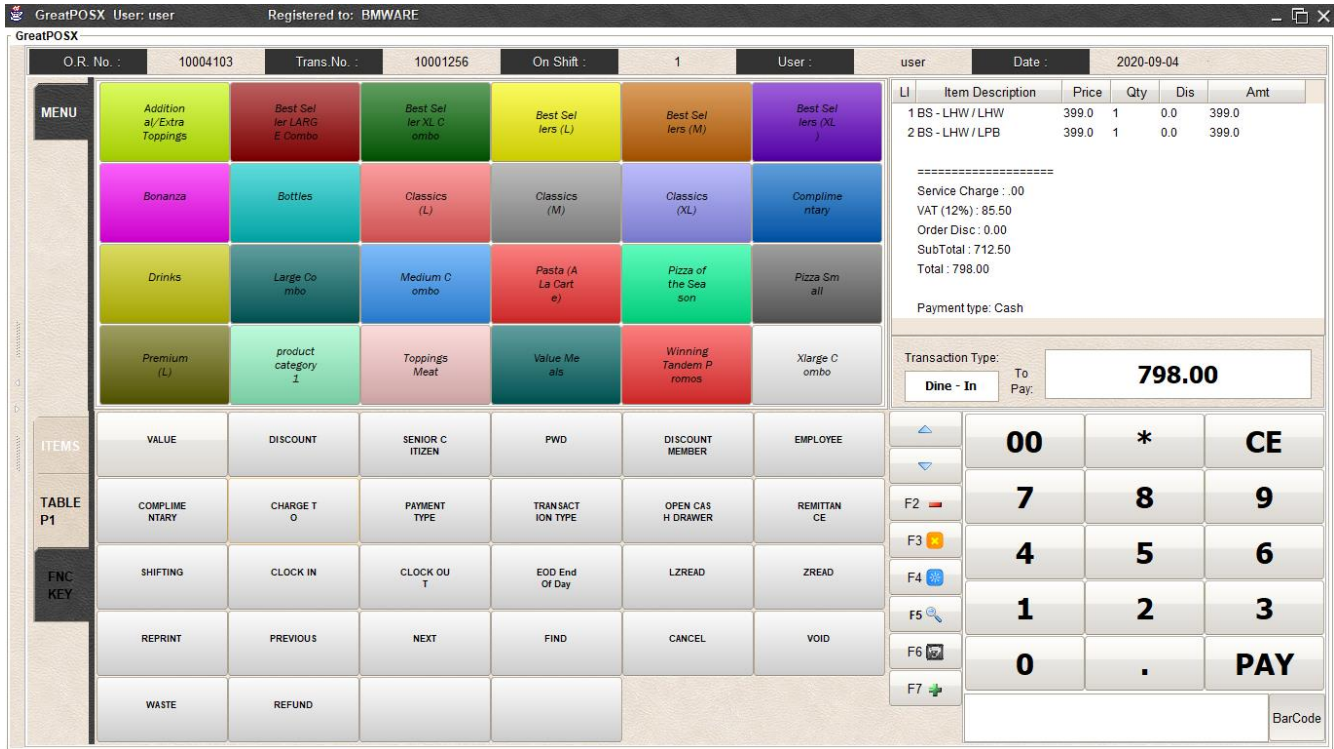 GreatPOSX User: user Registered to: BMWARE
GreatPOSX
O.R. No. : 10004103 Trans.No. : 10001256 On Shift : 1 User : user Date : 2020-09-04
MENU
Addition
al/Extra
Toppings
Best Sel
ler LARG
E Combo
Best Sel
ler XL C
ombo
Best Sel
lers (L)
Best Sel
lers (M)
Best Sel
lers (XL
)
Bonanza
Bottles
Classics
(L)
Classics
(M)
Classics
(XL)
Complime
ntary
Drinks
Large Co
mbo
Medium C
ombo
Pasta (A
La Cart
e)
Pizza of
the Sea
son
Pizza Sm
all
Premium
(L)
product
category
1
Toppings
Meat
Value Me
als
Winning
Tandem P
romos
Xlarge C
ombo
LI Item Description Price Qty Dis Amt
1 BS - LHW / LHW 399.0 1 0.0 399.0
2 BS - LHW / LPB 399.0 1 0.0 399.0
====================
Service Charge : .00
VAT (12%) : 85.50
Order Disc : 0.00
SubTotal : 712.50
Total : 798.00
Payment type: Cash
Transaction Type:
Dine - In
To
Pay:
798.00
ITEMS
TABLE
P1
FNC
KEY
VALUE
DISCOUNT
SENIOR C
ITIZEN
PWD
DISCOUNT
MEMBER
EMPLOYEE
COMPLIME
NTARY
CHARGE T
O
PAYMENT
TYPE
TRANSACT
ION TYPE
OPEN CAS
H DRAWER
REMITTAN
CE
SHIFTING
CLOCK IN
CLOCK OU
T
EOD End
Of Day
LZREAD
ZREAD
REPRINT
PREVIOUS
NEXT
FIND
CANCEL
VOID
WASTE
REFUND
F2
F3
F4
F5
F6
F7
00 * CE
7 8 9
4 5 6
1 2 3
0 . PAY
BarCode